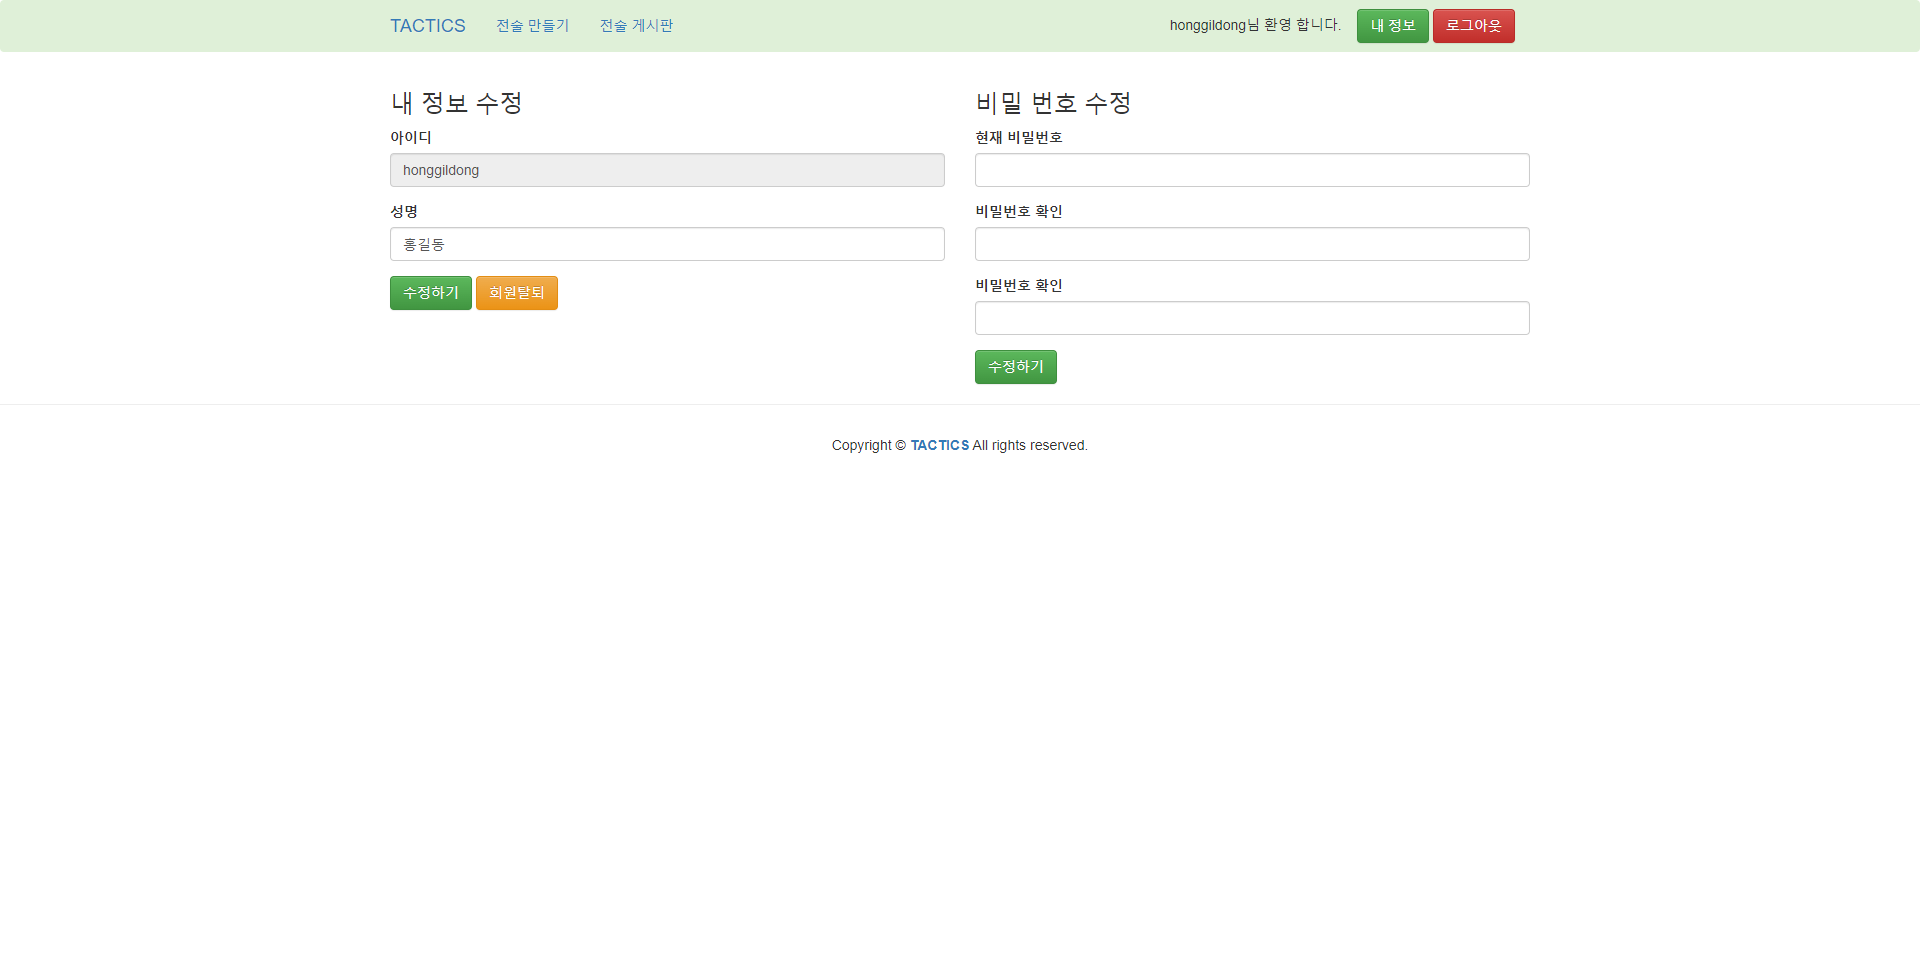 TACTICS 전술 만들기 전술 게시판 honggildong님 환영 합니다. 내 정보 로그아웃
내 정보 수정
아이디
honggildong
성명
홍길동
수정하기 회원탈퇴
비밀 번호 수정
현재 비밀번호
비밀번호 확인
비밀번호 확인
수정하기
Copyright © TACTICS All rights reserved.